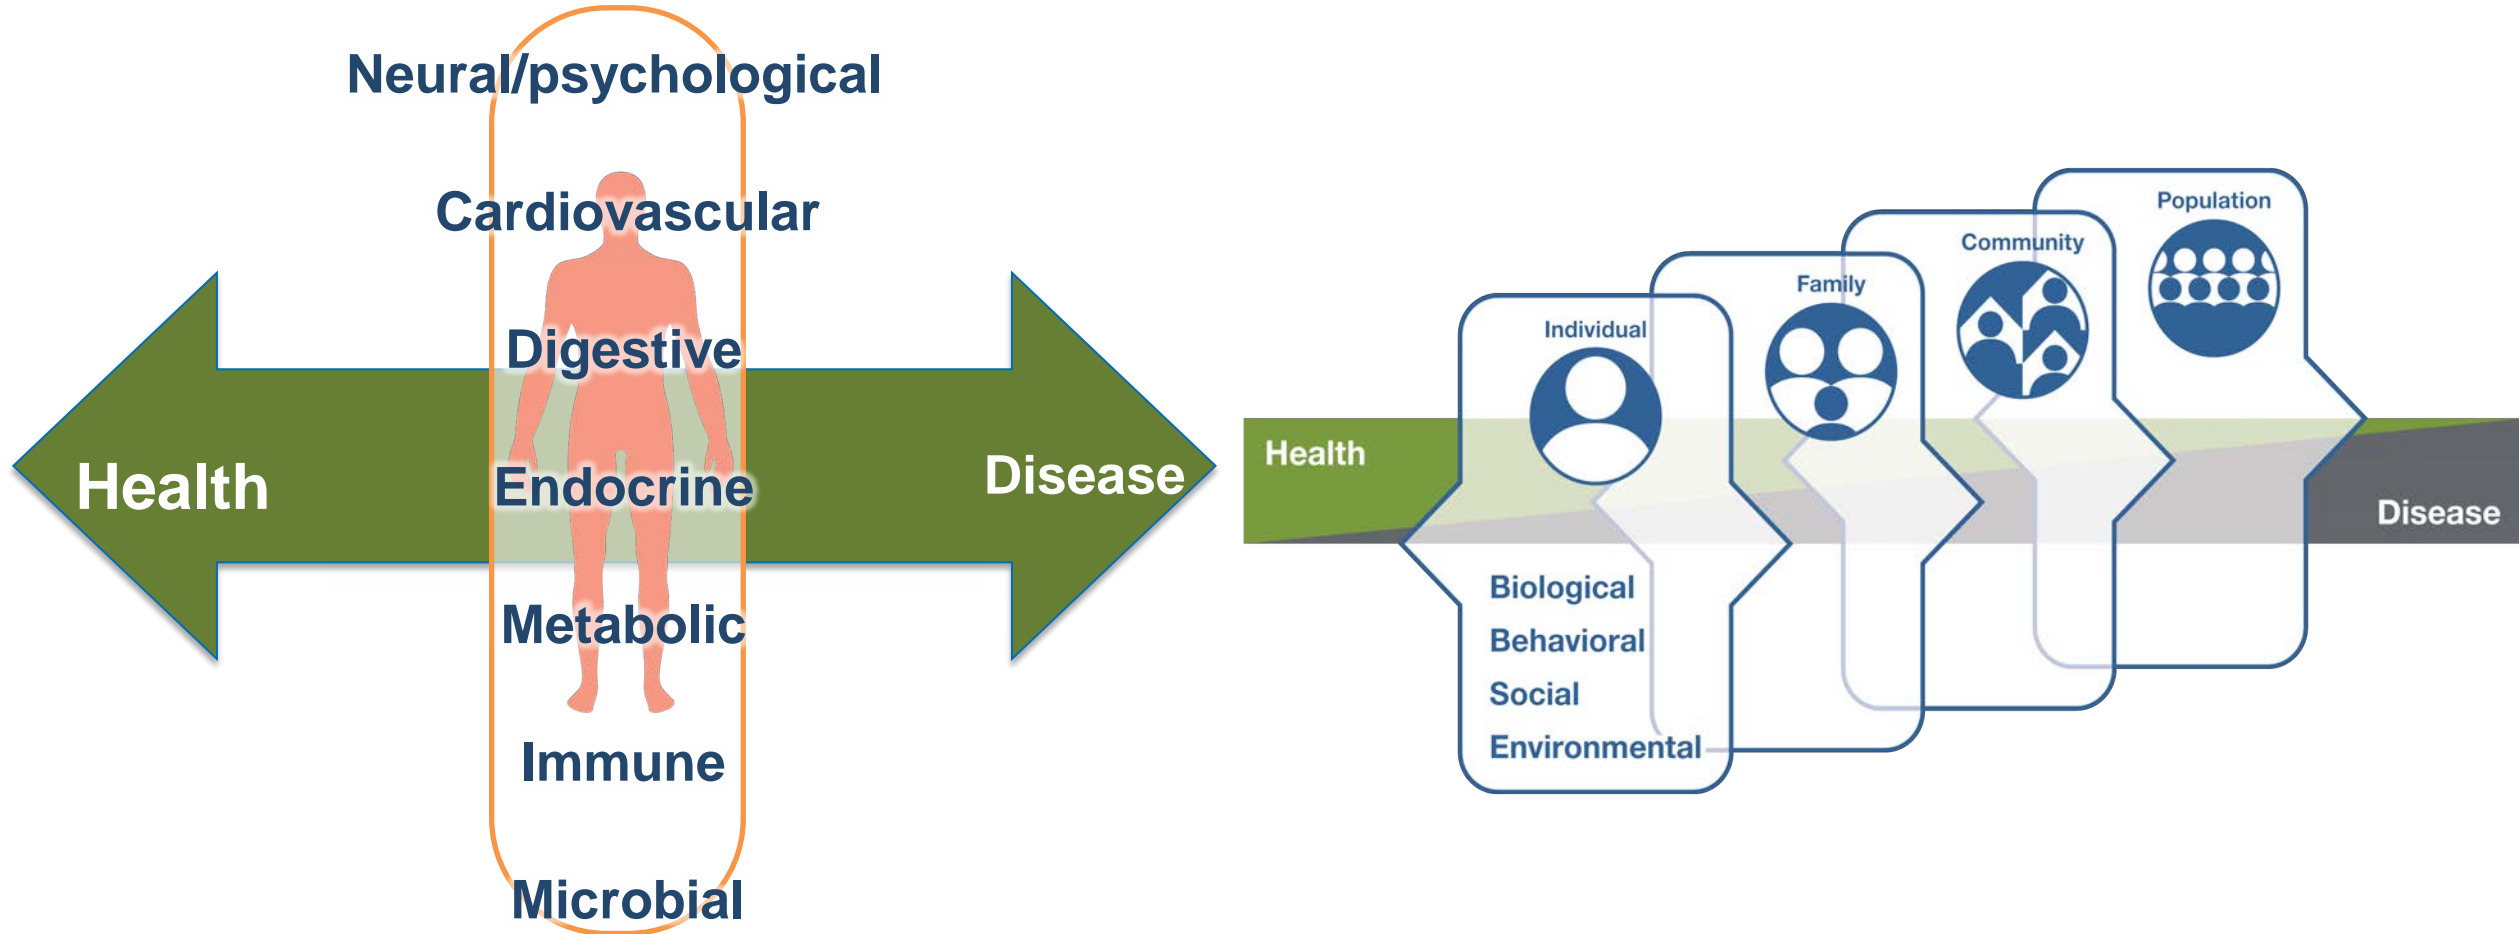 Neural/psychological
Cardiovascular
Digestive
Endocrine
Metabolic
Immune
Microbial
Health
Disease
Individual
Family
Community
Population
Health
Disease
Biological
Behavioral
Social
Environmental